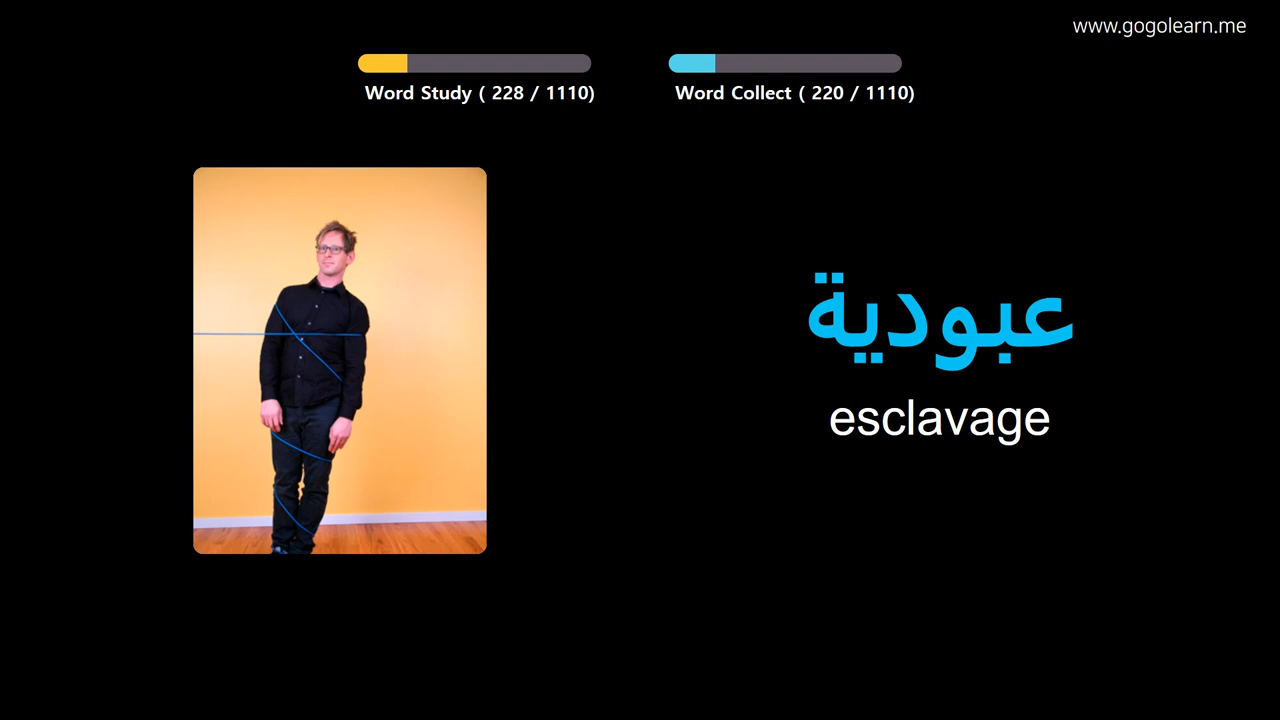 www.gogolearn.me
Word Study ( 228 / 1110)
Word Collect ( 220 / 1110)
عبودية
esclavage